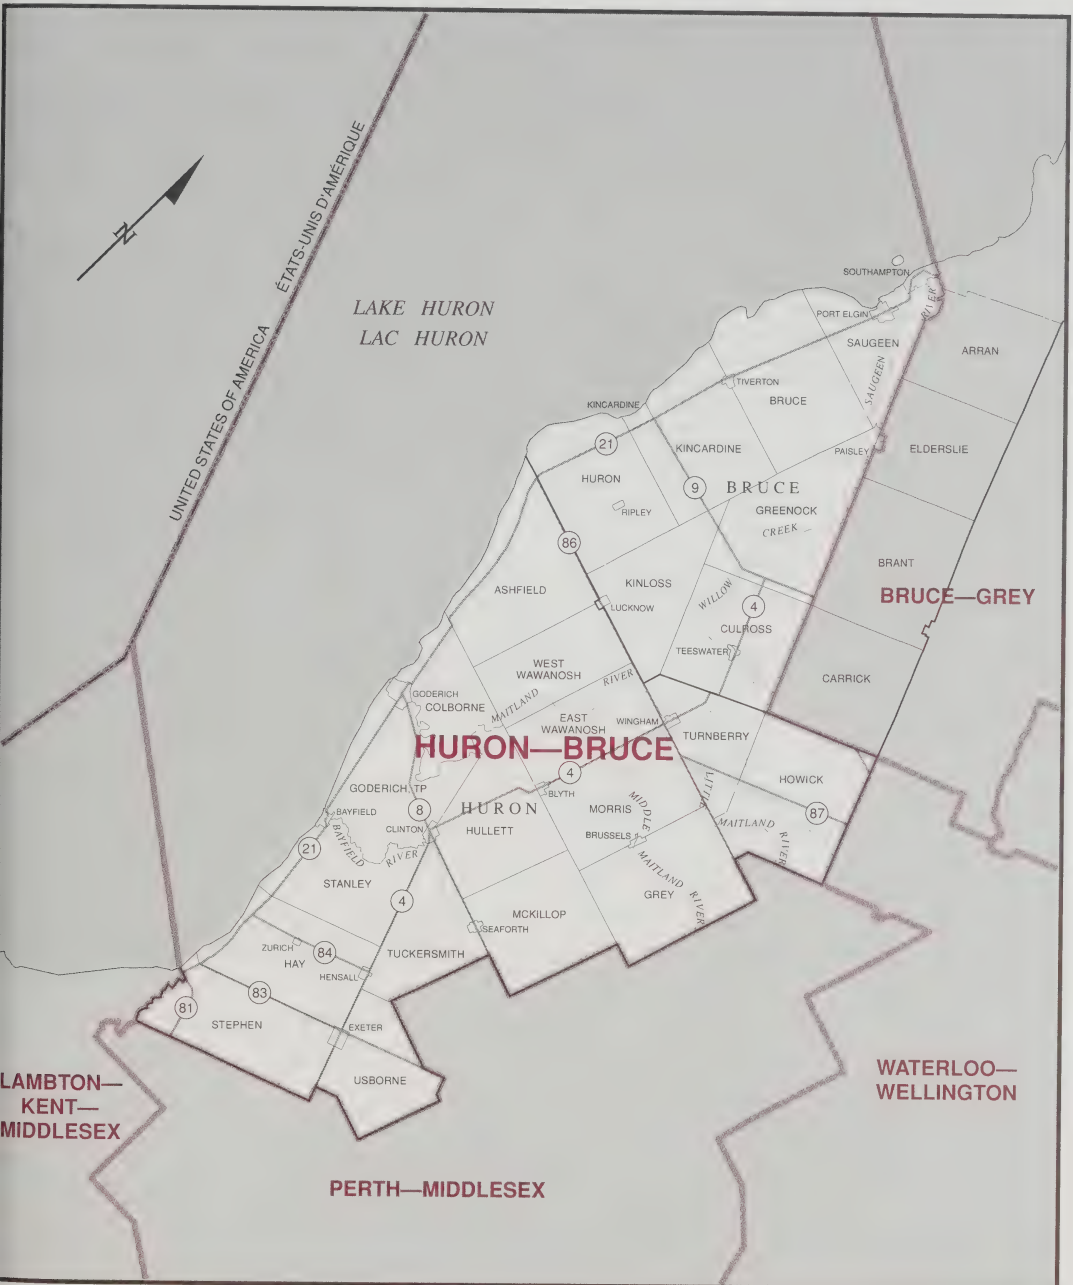 UNITED STATES OF AMERICA
ÉTATS-UNIS D'AMÉRIQUE
N
LAKE HURON
LAC HURON
SOUTHAMPTON
PORT ELGIN
RIVER
SAUGEEN
SAUGEEN
ARRAN
TIVERTON
BRUCE
KINCARDINE
21
KINCARDINE
PAISLEY
ELDERSLIE
HURON
9
BRUCE
RIPLEY
GREENOCK
CREEK
86
BRANT
ASHFIELD
KINLOSS
WILLOW
BRUCE—GREY
LUCKNOW
4
CULROSS
TEESWATER
WEST
WAWANOSH
RIVER
CARRICK
GODERICH
COLBORNE
MAITLAND
EAST
WAWANOSH
WINGHAM
TURNBERRY
HURON—BRUCE
4
HOWICK
GODERICH, TP
BLYTH
LITTLE
8
HURON
MORRIS
MIDDLE
87
BAYFIELD
CLINTON
HULLETT
BRUSSELS
MAITLAND
RIVER
BAYFIELD
RIVER
21
MAITLAND
RIVER
STANLEY
GREY
4
MCKILLOP
SEAFORTH
ZURICH
84
HAY
HENSALL
TUCKERSMITH
83
81
STEPHEN
EXETER
USBORNE
LAMBTON—
KENT—
MIDDLESEX
WATERLOO—
WELLINGTON
PERTH—MIDDLESEX